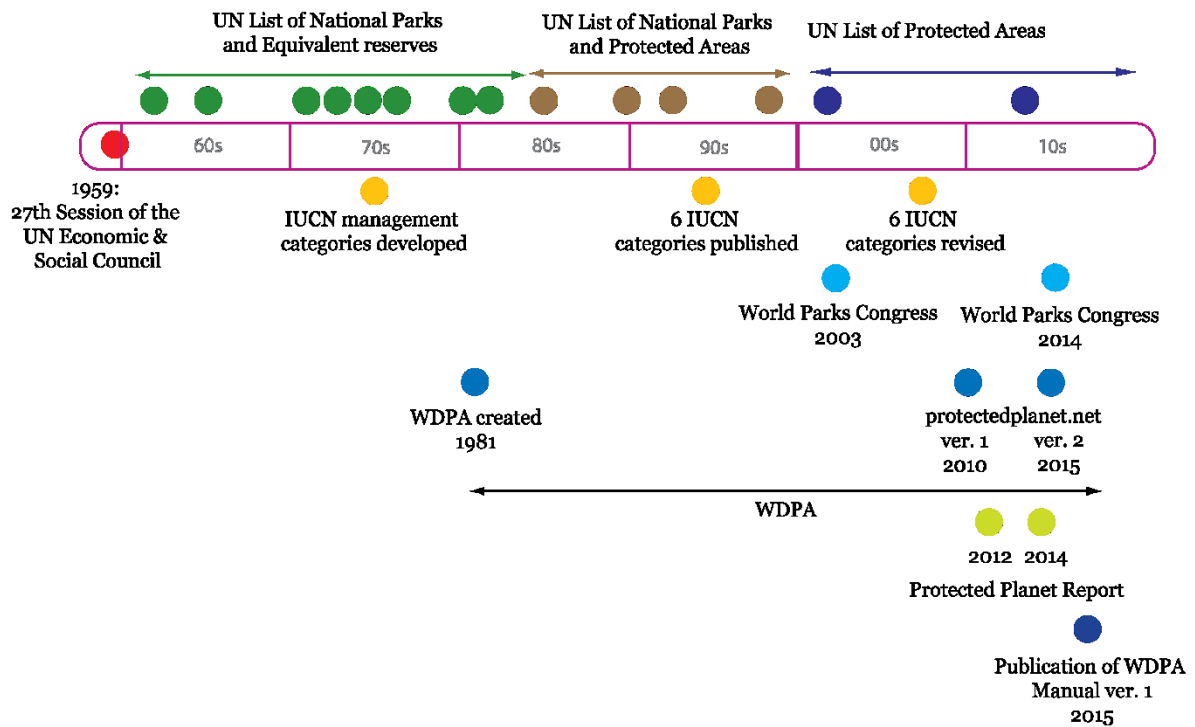 UN List of National Parks
and Equivalent reserves
UN List of National Parks
and Protected Areas
UN List of Protected Areas
60s
70s
80s
90s
00s
10s
1959:
27th Session of the
UN Economic &
Social Council
IUCN management
categories developed
6 IUCN
categories published
6 IUCN
categories revised
World Parks Congress
2003
World Parks Congress
2014
WDPA created
1981
protectedplanet.net
ver. 1
2010
ver. 2
2015
WDPA
2012
2014
Protected Planet Report
Publication of WDPA
Manual ver. 1
2015